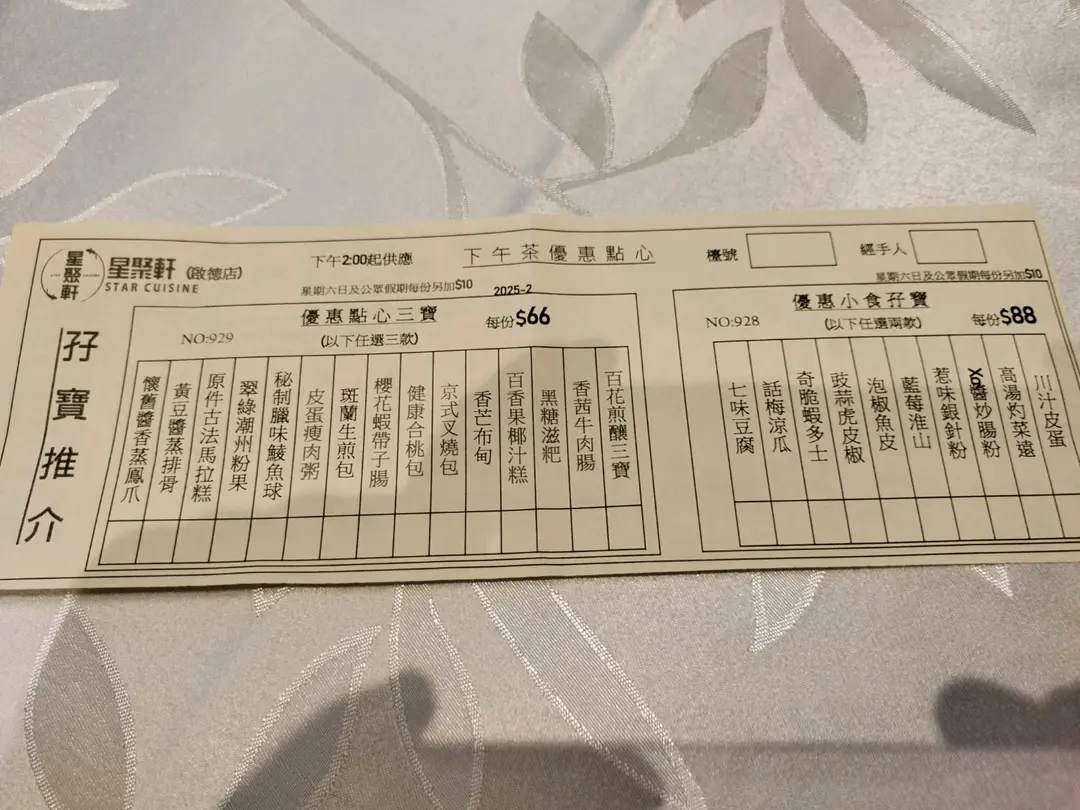 星聚軒
星聚軒 (啟德店)
STAR CUISINE
下午2:00起供應
下午茶優惠點心
檯號
經手人
星期六日及公眾假期每份另加$10
2025-2
星期六日及公眾假期每份另加$10
孖寶推介
優惠點心三寶
NO:929
(以下任選三款)
每份$66
百花煎釀三寶
香茜牛肉腸
黑糖滋粑
百香果椰汁糕
香芒布甸
京式叉燒包
健康合桃包
櫻花蝦帶子腸
斑蘭生煎包
皮蛋瘦肉粥
秘制臘味鯪魚球
翠綠潮州粉果
原件古法馬拉糕
黃豆醬蒸排骨
懷舊醬香蒸鳳爪
優惠小食孖寶
NO:928
(以下任選兩款)
每份$88
川汁皮蛋
高湯灼菜遠
XO醬炒腸粉
惹味銀針粉
藍莓淮山
泡椒魚皮
豉蒜虎皮椒
奇脆蝦多士
話梅涼瓜
七味豆腐